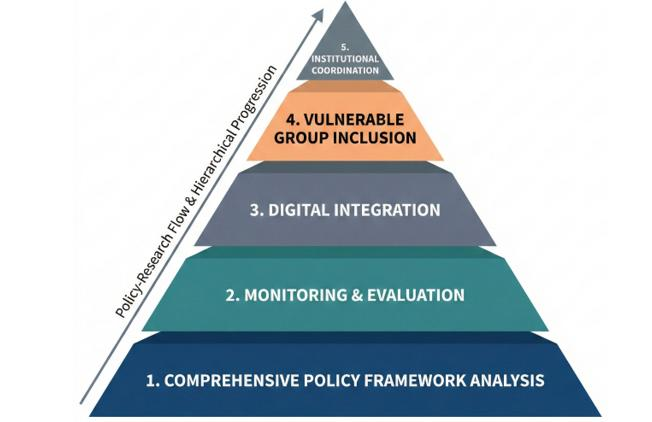 5.
INSTITUTIONAL
COORDINATION
4. VULNERABLE
GROUP INCLUSION
3. DIGITAL INTEGRATION
2. MONITORING & EVALUATION
1. COMPREHENSIVE POLICY FRAMEWORK ANALYSIS
Policy-Research Flow & Hierarchical Progression